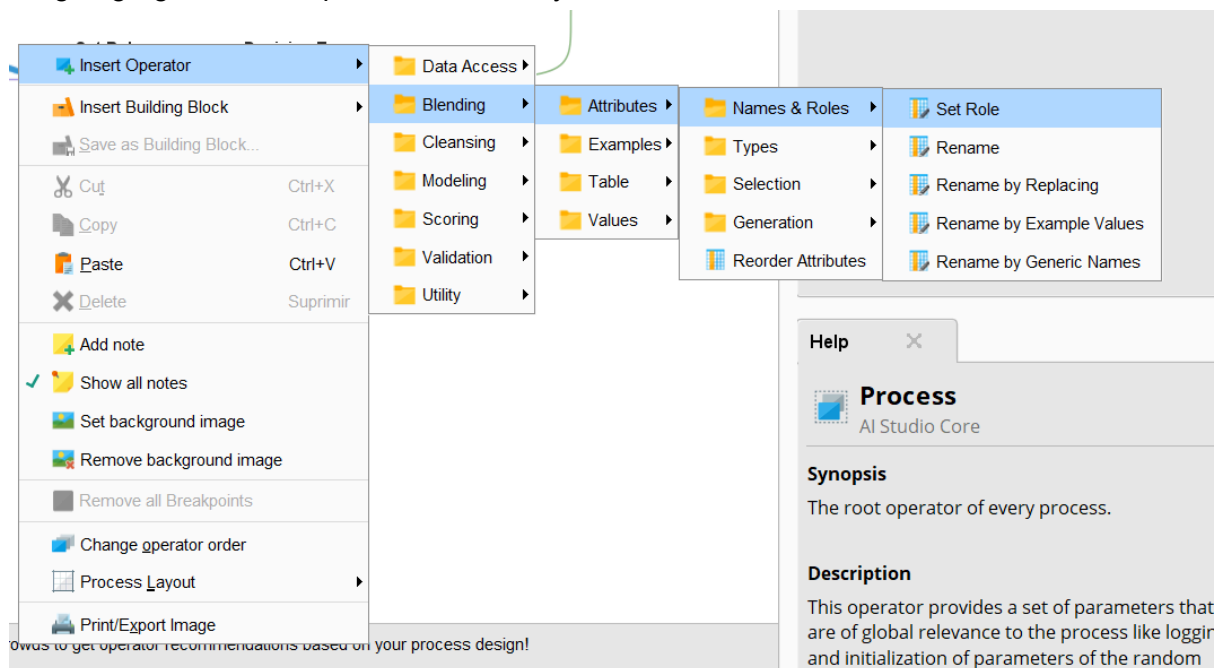 Insert Operator
Insert Building Block
Save as Building Block...
Cut Ctrl+X
Copy Ctrl+C
Paste Ctrl+V
Delete Suprimir
Add note
Show all notes
Set background image
Remove background image
Remove all Breakpoints
Change operator order
Process Layout
Print/Export Image
Data Access
Blending
Cleansing
Modeling
Scoring
Validation
Utility
Attributes
Examples
Table
Values
Names & Roles
Types
Selection
Generation
Reorder Attributes
Set Role
Rename
Rename by Replacing
Rename by Example Values
Rename by Generic Names
to get operator recommendations based on your process design!
Help
Process
AI Studio Core
Synopsis
The root operator of every process.
Description
This operator provides a set of parameters that
are of global relevance to the process like loggin
and initialization of parameters of the random